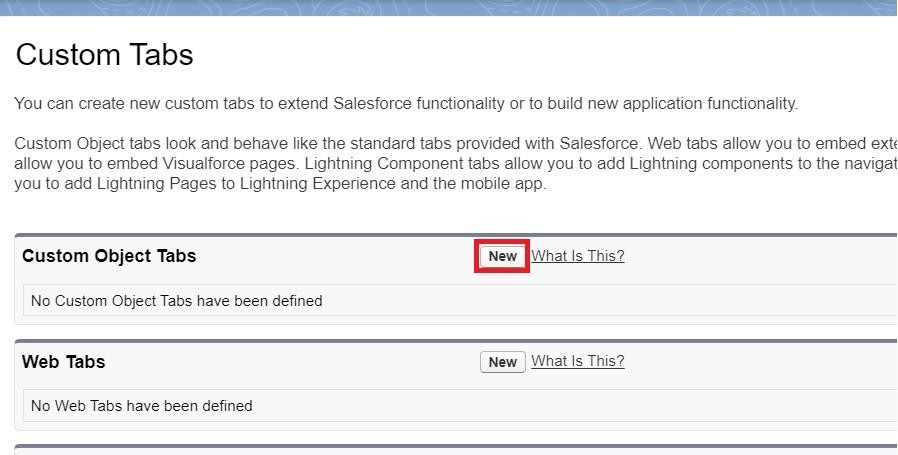 Custom Tabs
You can create new custom tabs to extend Salesforce functionality or to build new application functionality.
Custom Object tabs look and behave like the standard tabs provided with Salesforce. Web tabs allow you to embed
allow you to embed Visualforce pages. Lightning Component tabs allow you to add Lightning components to the
you to add Lightning Pages to Lightning Experience and the mobile app.
Custom Object Tabs New What Is This?
No Custom Object Tabs have been defined
Web Tabs New What Is This?
No Web Tabs have been defined